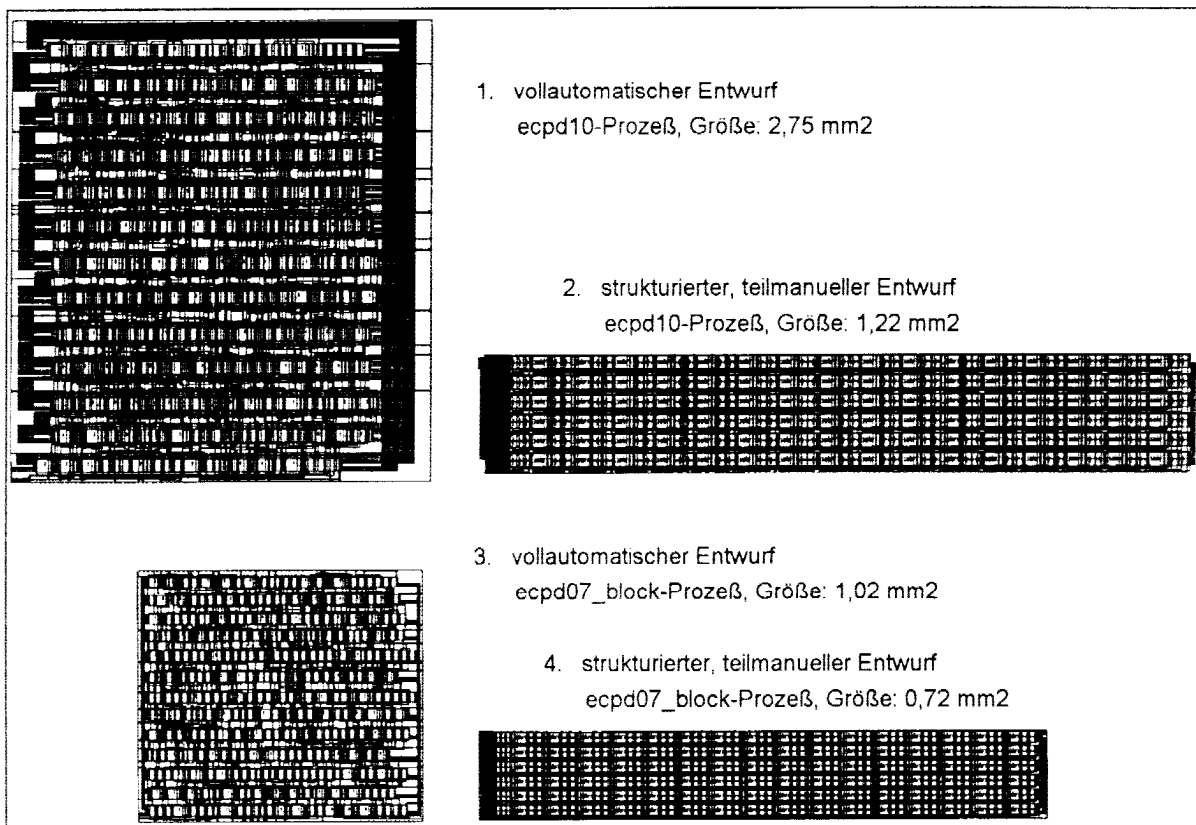 1. vollautomatischer Entwurf
ecpd10-Prozeß, Größe: 2,75 mm2
2. strukturierter, teilmanueller Entwurf
ecpd10-Prozeß, Größe: 1,22 mm2
3. vollautomatischer Entwurf
ecpd07_block-Prozeß, Größe: 1,02 mm2
4. strukturierter, teilmanueller Entwurf
ecpd07_block-Prozeß, Größe: 0,72 mm2